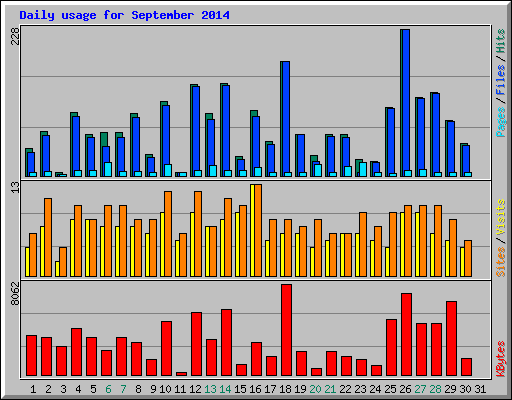 Daily usage for September 2014
228
Pages / Files / Hits
13
Sites / Visits
8062
KBytes
1 2 3 4 5 6 7 8 9 10 11 12 13 14 15 16 17 18 19 20 21 22 23 24 25 26 27 28 29 30 31